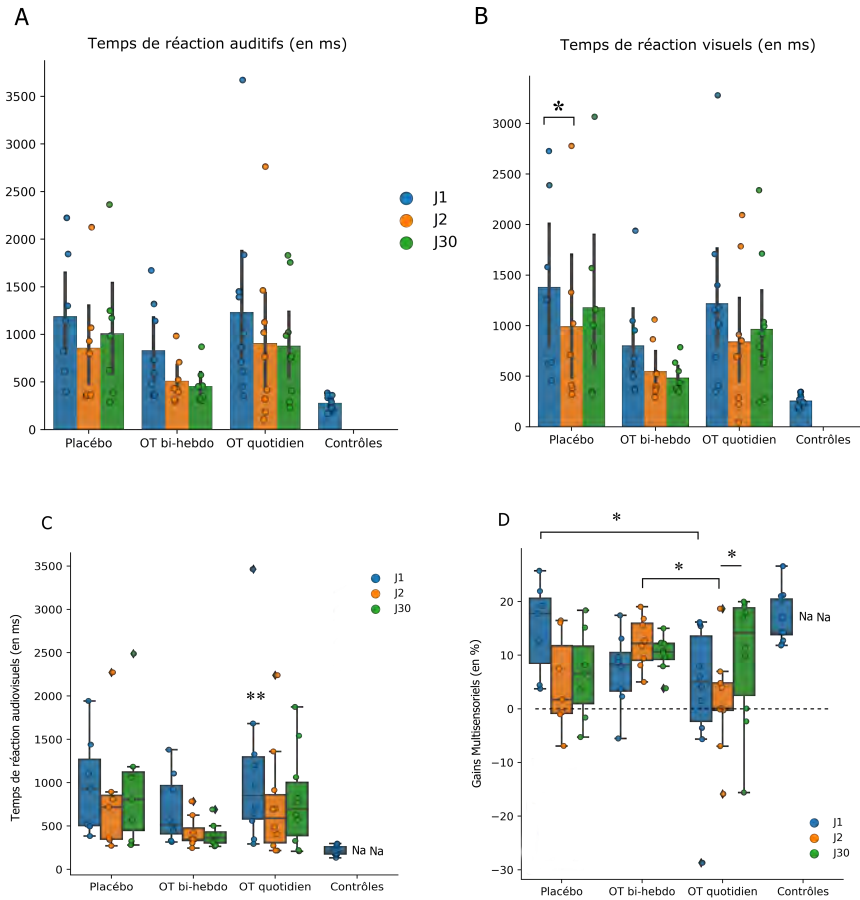 A
Temps de réaction auditifs (en ms)
3500
3000
2500
2000
1500
1000
500
0
Placébo OT bi-hebdo OT quotidien Contrôles
J1
J2
J30
B
Temps de réaction visuels (en ms)
*
3000
2500
2000
1500
1000
500
0
Placébo OT bi-hebdo OT quotidien Contrôles
C
Temps de réaction audiovisuels (en ms)
3500
3000
2500
2000
1500
1000
500
0
J1
J2
J30
**
Na Na
Placébo OT bi-hebdo OT quotidien Contrôles
D
Gains Multisensoriels (en %)
*
*
*
20
10
0
−10
−20
−30
Na Na
J1
J2
J30
Placébo OT bi-hebdo OT quotidien Contrôles